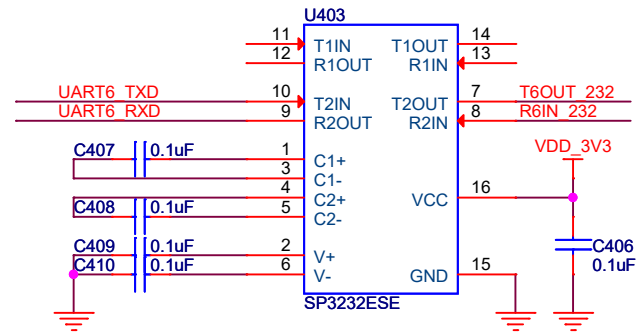 U403
11 T1IN T1OUT 14
12 R1OUT R1IN 13
UART6_TXD 10 T2IN T2OUT 7 T6OUT_232
UART6_RXD 9 R2OUT R2IN 8 R6IN_232
C407 0.1uF 1 C1+ VDD_3V3
3 C1-
4 C2+ VCC 16
C408 0.1uF 5 C2-
C409 0.1uF 2 V+ C406
C410 0.1uF 6 V- GND 15 0.1uF
SP3232ESE